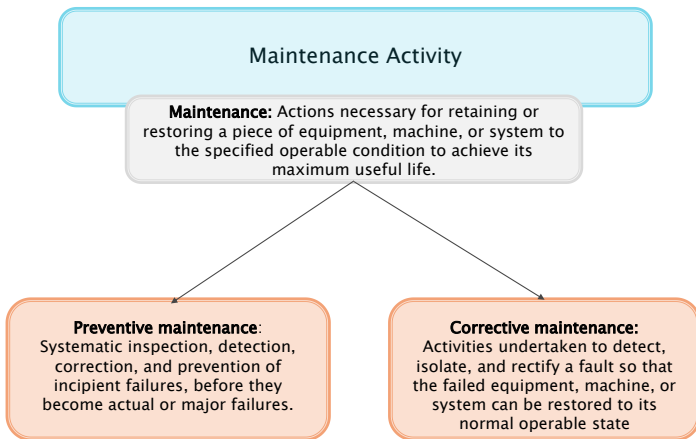 Maintenance Activity
Maintenance: Actions necessary for retaining or
restoring a piece of equipment, machine, or system to
the specified operable condition to achieve its
maximum useful life.
Preventive maintenance:
Systematic inspection, detection,
correction, and prevention of
incipient failures, before they
become actual or major failures.
Corrective maintenance:
Activities undertaken to detect,
isolate, and rectify a fault so that
the failed equipment, machine, or
system can be restored to its
normal operable state